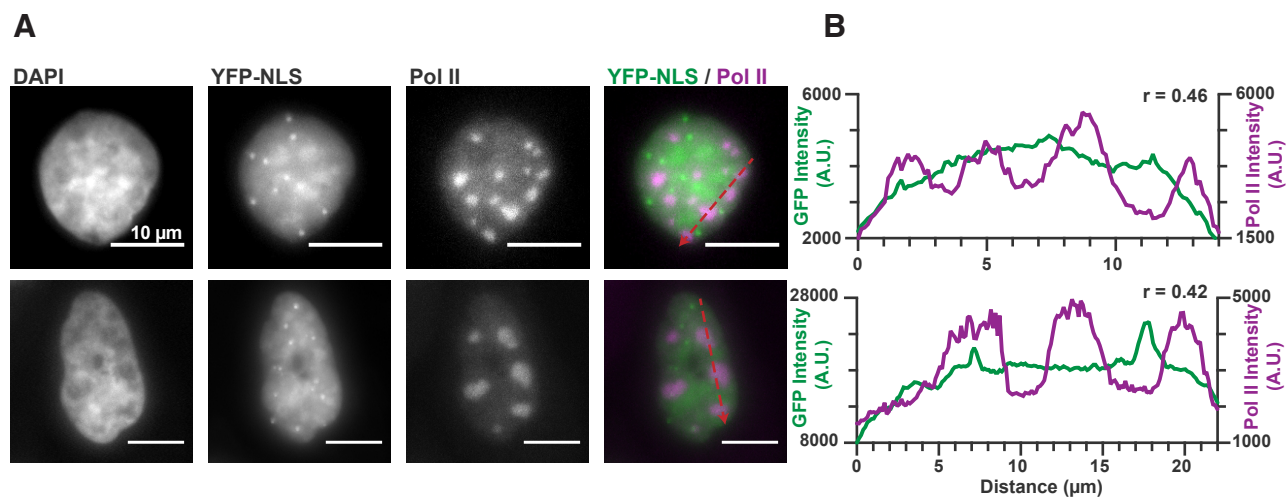 A
B
DAPI
YFP-NLS
Pol II
YFP-NLS / Pol II
10 µm
6000
r = 0.46
6000
GFP Intensity
(A.U.)
Pol II Intensity
(A.U.)
2000
1500
0
5
10
28000
r = 0.42
5000
GFP Intensity
(A.U.)
Pol II Intensity
(A.U.)
8000
1000
0
5
10
15
20
Distance (µm)